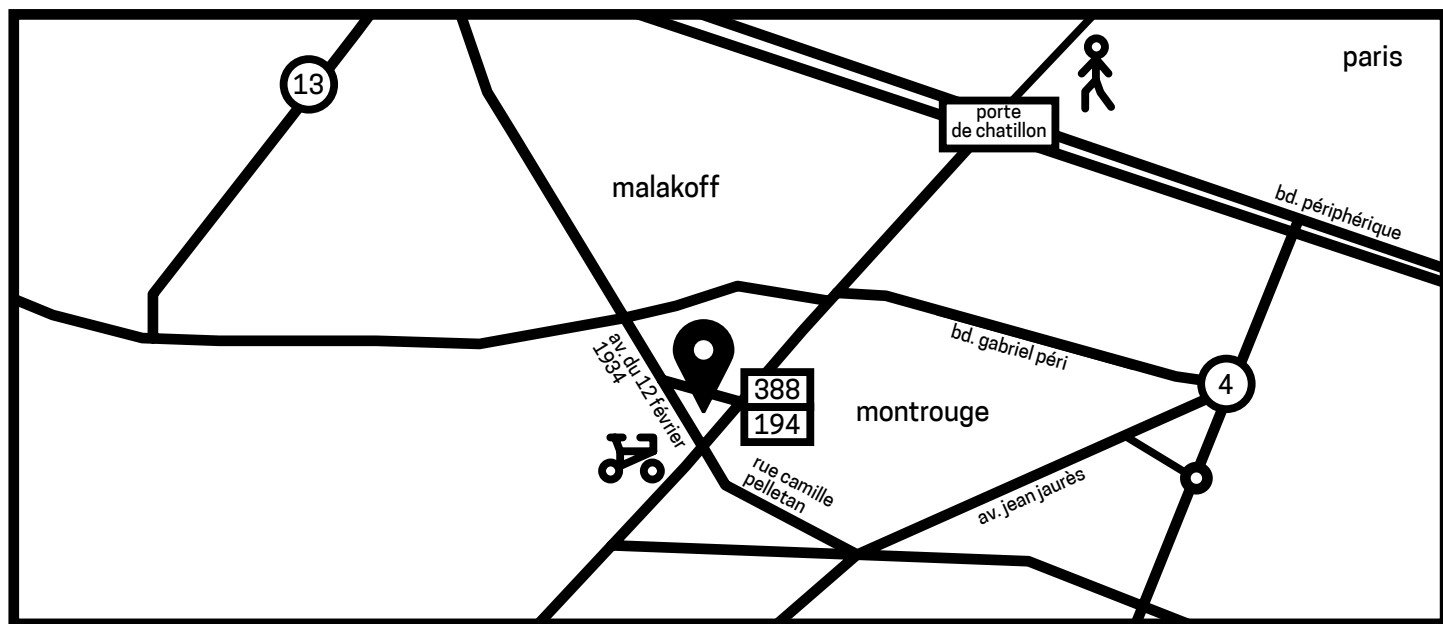 paris
13
porte
de chatillon
malakoff
bd. périphérique
av. du 12 février
1934
bd. gabriel péri
388
194
4
montrouge
rue camille
pelletan
av. jean jaurès